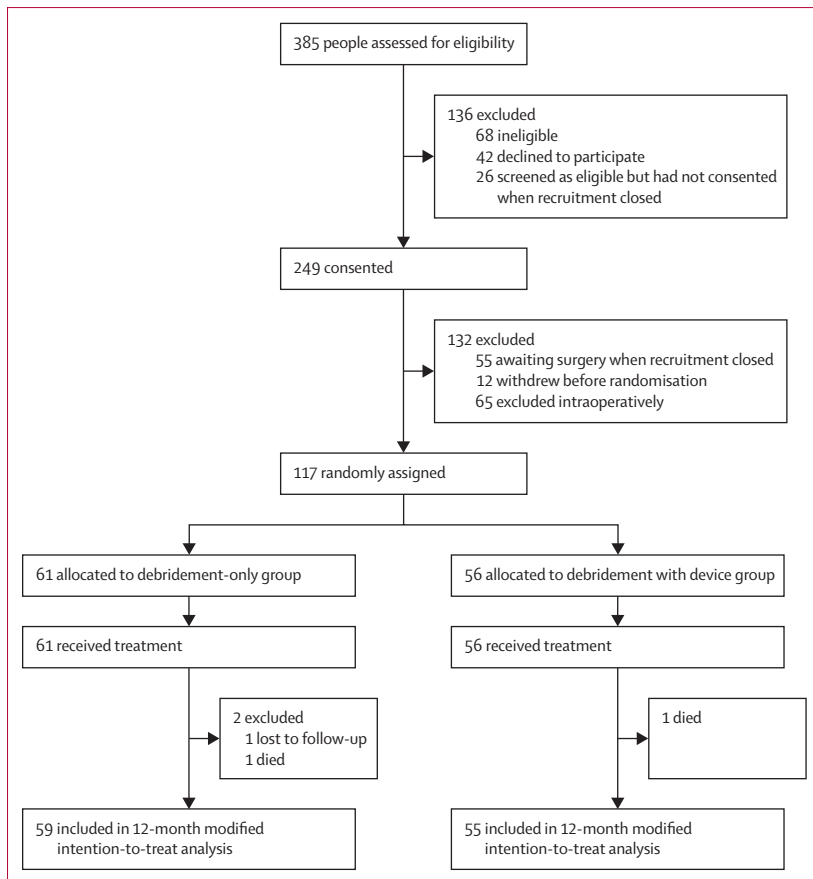 385 people assessed for eligibility
136 excluded
68 ineligible
42 declined to participate
26 screened as eligible but had not consented
when recruitment closed
249 consented
132 excluded
55 awaiting surgery when recruitment closed
12 withdrew before randomisation
65 excluded intraoperatively
117 randomly assigned
61 allocated to debridement-only group
56 allocated to debridement with device group
61 received treatment
56 received treatment
2 excluded
1 lost to follow-up
1 died
1 died
59 included in 12-month modified
intention-to-treat analysis
55 included in 12-month modified
intention-to-treat analysis